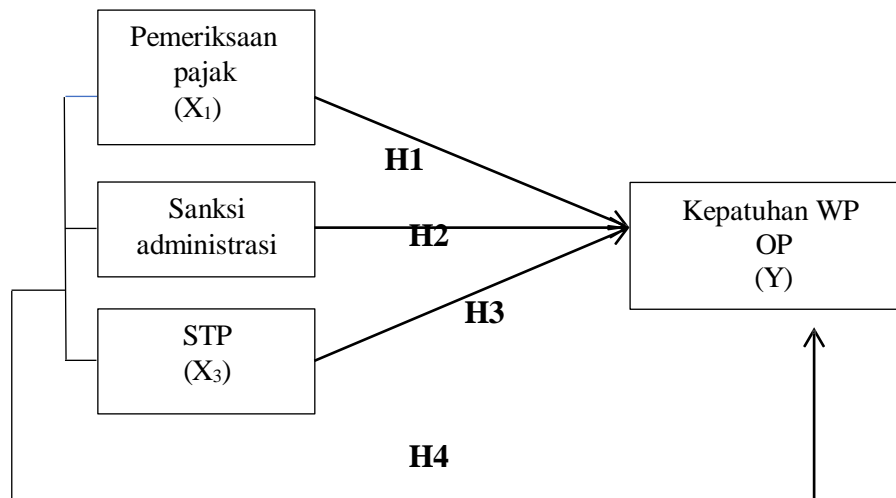 Pemeriksaan
pajak
(X₁)
H1
Sanksi
administrasi
H2
Kepatuhan WP
OP
(Y)
STP
(X₃)
H3
H4